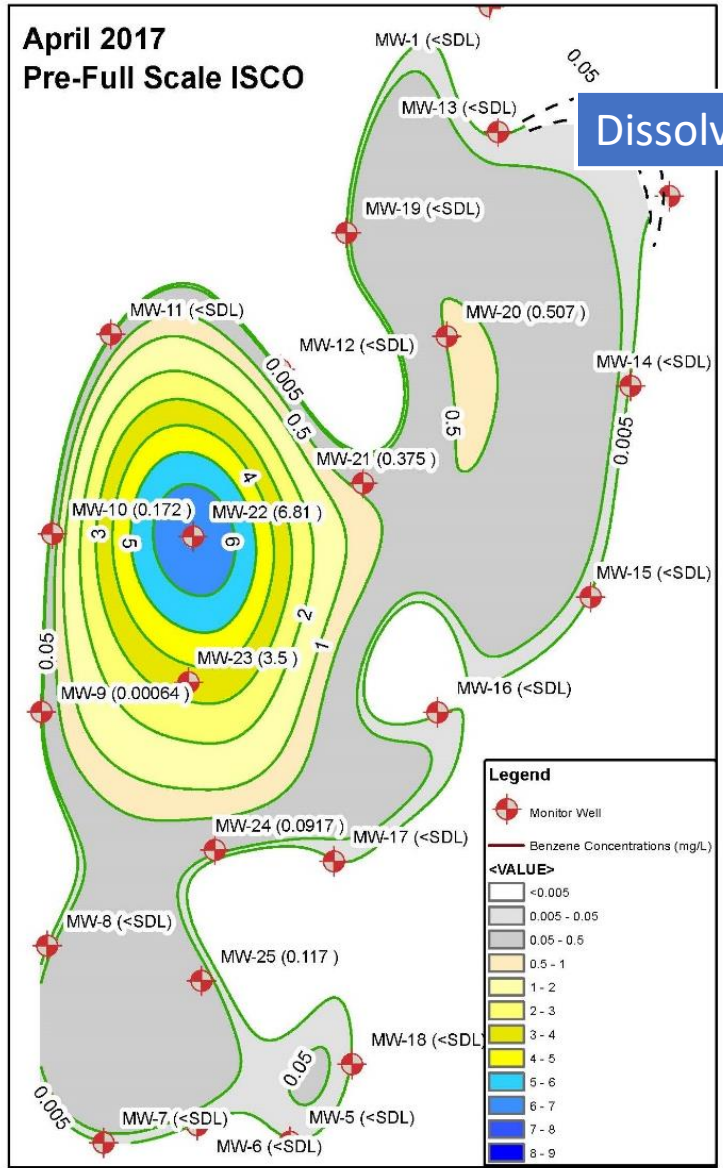 April 2017
Pre-Full Scale ISCO
MW-1 (<SDL)
0.05
MW-13 (<SDL)
Dissolv
MW-19 (<SDL)
MW-11 (<SDL)
MW-20 (0.507 )
MW-12 (<SDL)
MW-14 (<SDL)
0.005
0.5
0.5
0.005
4
MW-21 (0.375 )
MW-10 (0.172 )
MW-22 (6.81 )
3
5
6
MW-15 (<SDL)
2
1
0.05
MW-23 (3.5 )
MW-9 (0.00064 )
MW-16 (<SDL)
MW-24 (0.0917)
MW-17 (<SDL)
MW-8 (<SDL)
MW-25 (0.117 )
MW-18 (<SDL)
0.05
0.005
MW-7 (<SDL)
MW-5 (<SDL)
MW-6 (<SDL)
Legend
Monitor Well
Benzene Concentrations (mg/L)
<VALUE>
<0.005
0.005 - 0.05
0.05 - 0.5
0.5 - 1
1 - 2
2 - 3
3 - 4
4 - 5
5 - 6
6 - 7
7 - 8
8 - 9